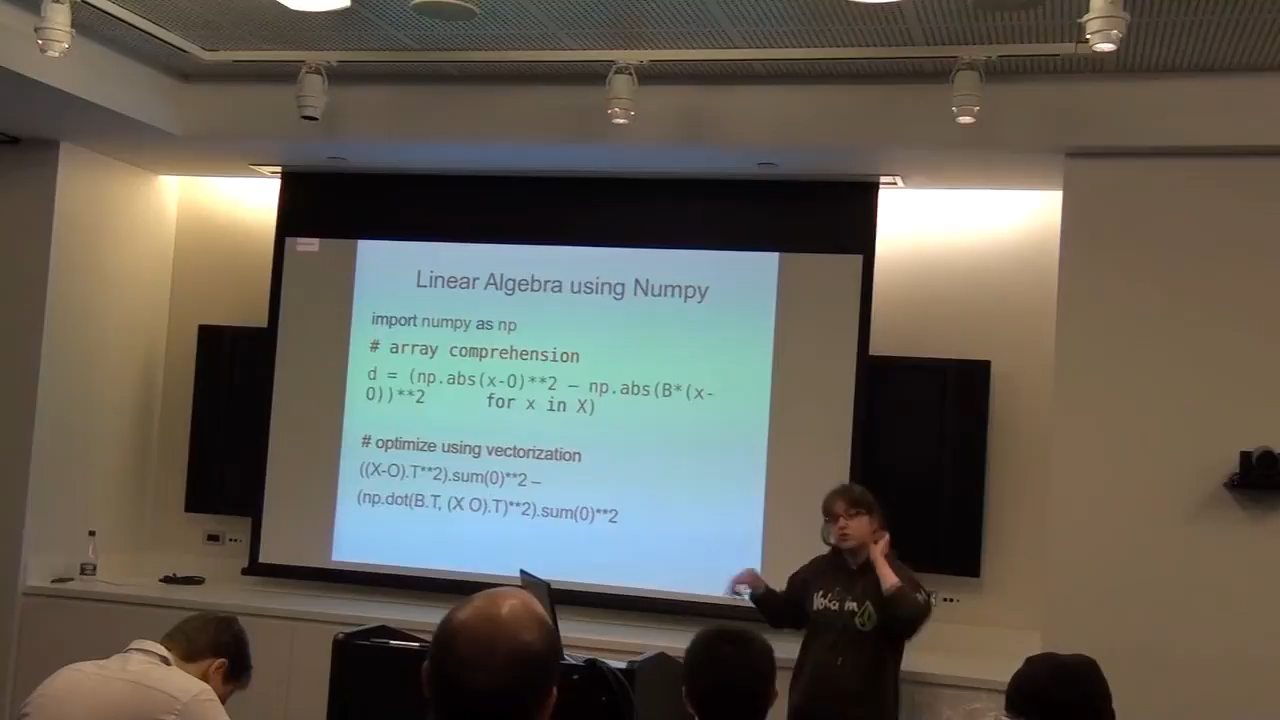 Linear Algebra using Numpy
import numpy as np
# array comprehension
d = (np.abs(x-O)**2 – np.abs(B*(x-
O))**2 for x in X)
# optimize using vectorization
((X-O).T**2).sum(0)**2 –
(np.dot(B.T, (X O).T)**2).sum(0)**2